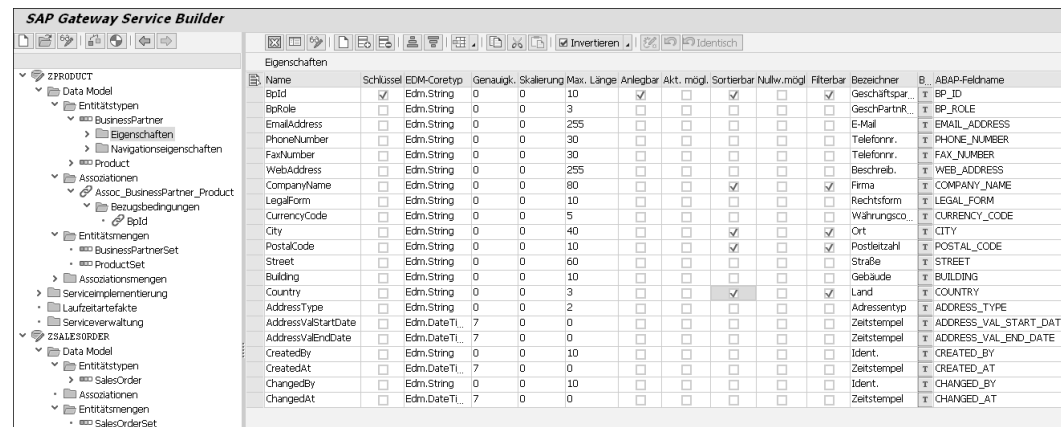 SAP Gateway Service Builder
Invertieren
Identisch
ZPRODUCT
Data Model
Entitätstypen
BusinessPartner
Eigenschaften
Navigationseigenschaften
Product
Assoziationen
Assoc_BusinessPartner_Product
Bezugsbedingungen
BpId
Entitätsmengen
BusinessPartnerSet
ProductSet
Assoziationsmengen
Serviceimplementierung
Laufzeitartefakte
Serviceverwaltung
ZSALESORDER
Data Model
Entitätstypen
SalesOrder
Assoziationen
Entitätsmengen
SalesOrderSet
Eigenschaften
Name Schlüssel EDM-Coretyp Genauigk. Skalierung Max. Länge Anlegbar Akt. mögl. Sortierbar Nullw.mögl Filterbar Bezeichner B... ABAP-Feldname
BpId Edm.String 0 0 10 Geschäftspar... T BP_ID
BpRole Edm.String 0 0 3 GeschPartnR... T BP_ROLE
EmailAddress Edm.String 0 0 255 E-Mail T EMAIL_ADDRESS
PhoneNumber Edm.String 0 0 30 Telefonnr. T PHONE_NUMBER
FaxNumber Edm.String 0 0 30 Telefonnr. T FAX_NUMBER
WebAddress Edm.String 0 0 255 Beschreib. T WEB_ADDRESS
CompanyName Edm.String 0 0 80 Firma T COMPANY_NAME
LegalForm Edm.String 0 0 10 Rechtsform T LEGAL_FORM
CurrencyCode Edm.String 0 0 5 Währungsco... T CURRENCY_CODE
City Edm.String 0 0 40 Ort T CITY
PostalCode Edm.String 0 0 10 Postleitzahl T POSTAL_CODE
Street Edm.String 0 0 60 Straße T STREET
Building Edm.String 0 0 10 Gebäude T BUILDING
Country Edm.String 0 0 3 Land T COUNTRY
AddressType Edm.String 0 0 2 Adressentyp T ADDRESS_TYPE
AddressValStartDate Edm.DateTi... 7 0 0 Zeitstempel T ADDRESS_VAL_START_DAT
AddressValEndDate Edm.DateTi... 7 0 0 Zeitstempel T ADDRESS_VAL_END_DATE
CreatedBy Edm.String 0 0 10 Ident. T CREATED_BY
CreatedAt Edm.DateTi... 7 0 0 Zeitstempel T CREATED_AT
ChangedBy Edm.String 0 0 10 Ident. T CHANGED_BY
ChangedAt Edm.DateTi... 7 0 0 Zeitstempel T CHANGED_AT